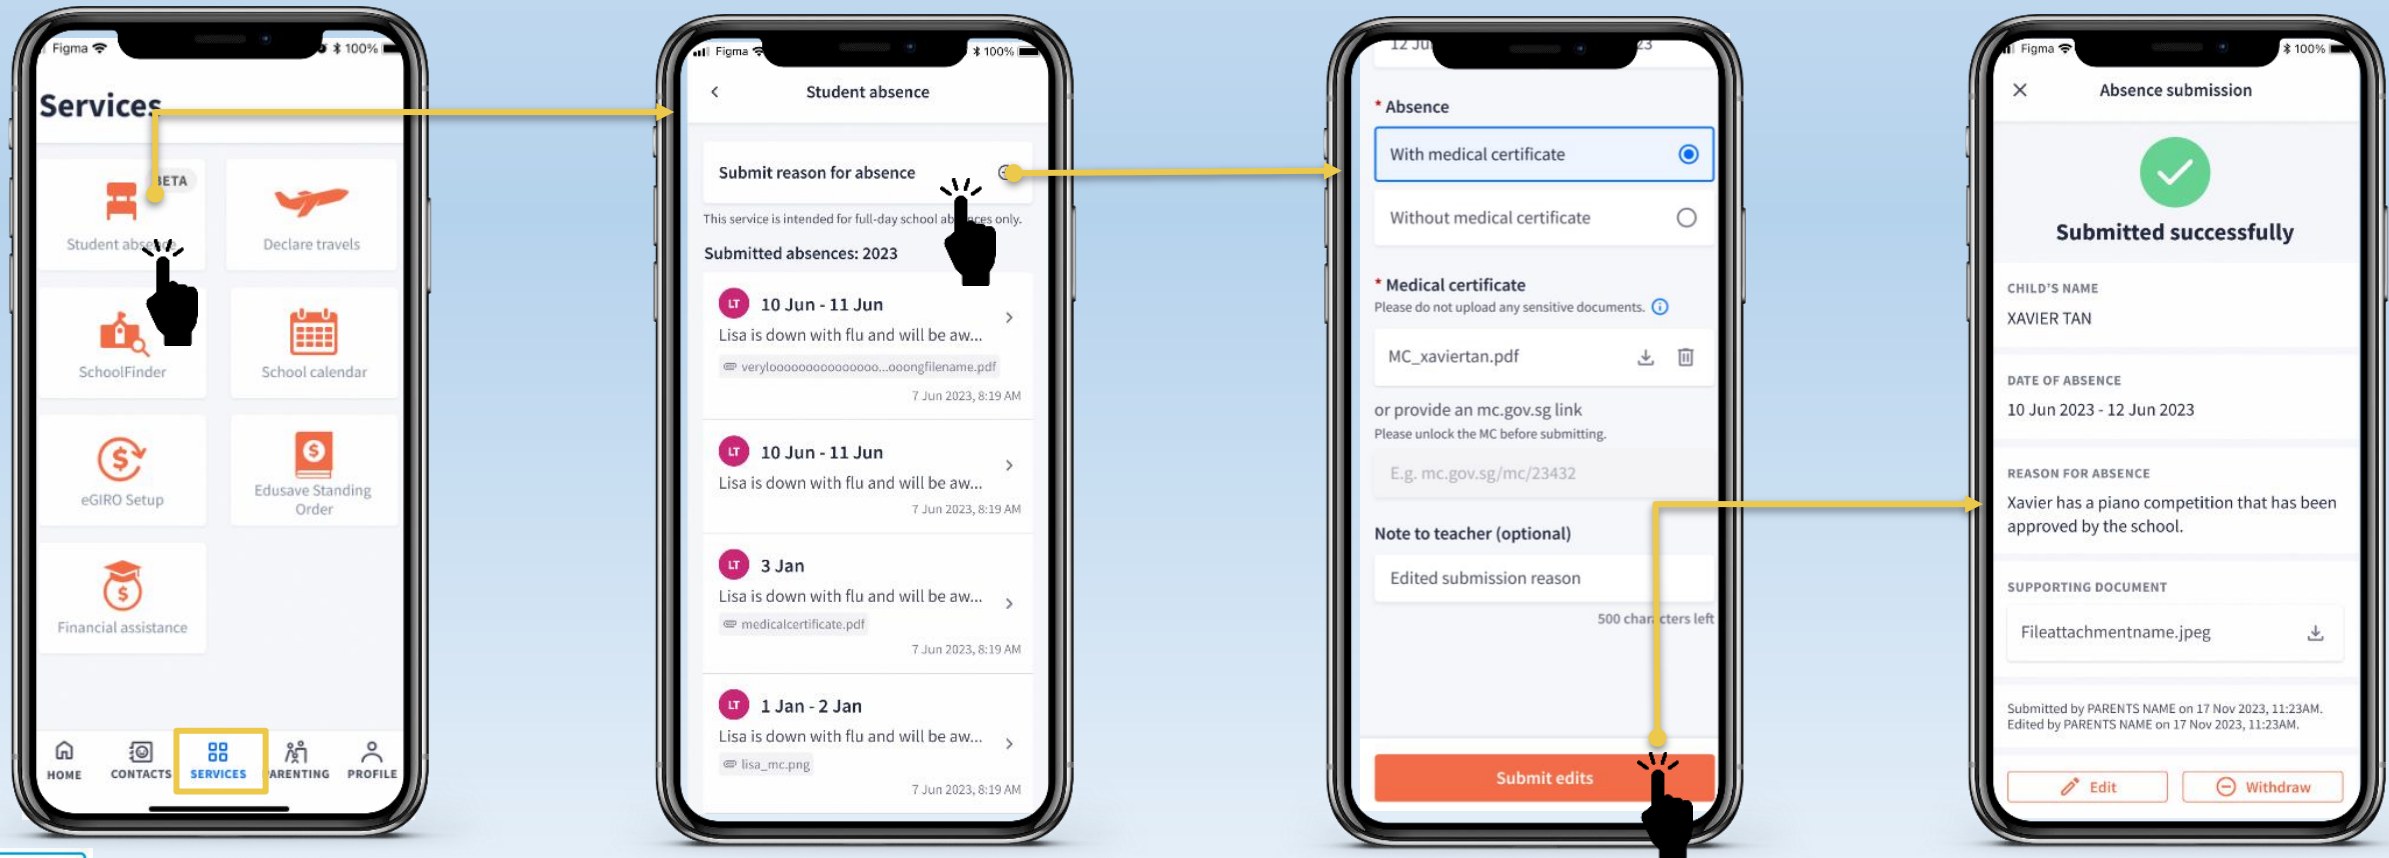 Figma
100%
Services
BETA
Student absence
Declare travels
SchoolFinder
School calendar
eGIRO Setup
Edusave Standing
Order
Financial assistance
HOME
CONTACTS
SERVICES
PARENTING
PROFILE
Figma
100%
Student absence
Submit reason for absence
This service is intended for full-day school absences only.
Submitted absences: 2023
LT
10 Jun - 11 Jun
Lisa is down with flu and will be aw...
verylooooooooooooooo...ooongfilename.pdf
7 Jun 2023, 8:19 AM
LT
10 Jun - 11 Jun
Lisa is down with flu and will be aw...
7 Jun 2023, 8:19 AM
LT
3 Jan
Lisa is down with flu and will be aw...
medicalcertificate.pdf
7 Jun 2023, 8:19 AM
LT
1 Jan - 2 Jan
Lisa is down with flu and will be aw...
lisa_mc.png
7 Jun 2023, 8:19 AM
* Absence
With medical certificate
Without medical certificate
* Medical certificate
Please do not upload any sensitive documents.
MC_xaviertan.pdf
or provide an mc.gov.sg link
Please unlock the MC before submitting.
E.g. mc.gov.sg/mc/23432
Note to teacher (optional)
Edited submission reason
500 characters left
Submit edits
Figma
100%
Absence submission
Submitted successfully
CHILD'S NAME
XAVIER TAN
DATE OF ABSENCE
10 Jun 2023 - 12 Jun 2023
REASON FOR ABSENCE
Xavier has a piano competition that has been
approved by the school.
SUPPORTING DOCUMENT
Fileattachmentname.jpeg
Submitted by PARENTS NAME on 17 Nov 2023, 11:23AM.
Edited by PARENTS NAME on 17 Nov 2023, 11:23AM.
Edit
Withdraw